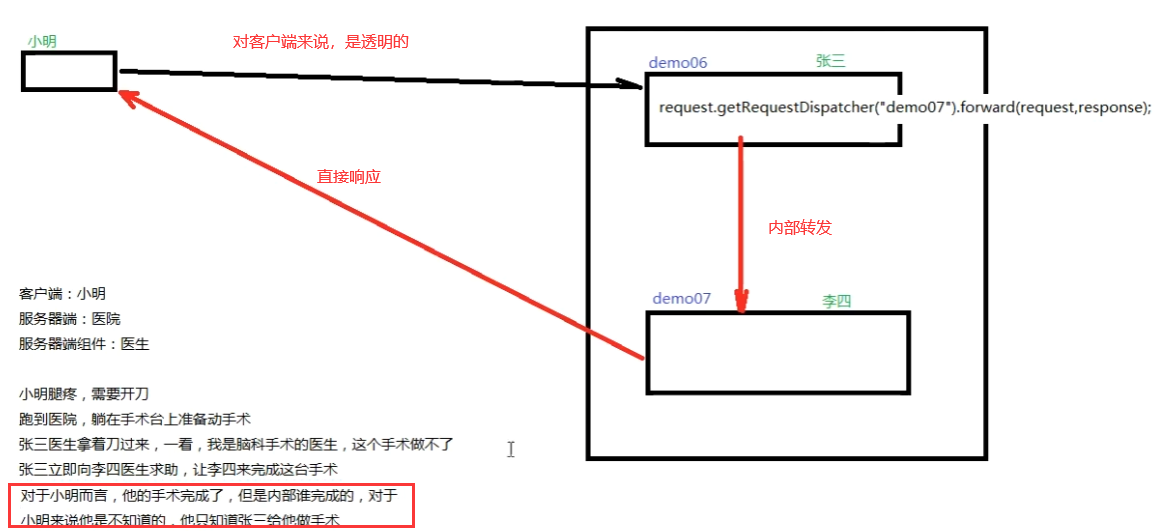 小明
对客户端来说，是透明的
demo06
张三
request.getRequestDispatcher("demo07").forward(request,response);
直接响应
内部转发
demo07
李四
客户端：小明
服务器端：医院
服务器端组件：医生
小明腿疼，需要开刀
跑到医院，躺在手术台上准备动手术
张三医生拿着刀过来，一看，我是脑科手术的医生，这个手术做不了
张三立即向李四医生求助，让李四来完成这台手术
对于小明而言，他的手术完成了，但是内部谁完成的，对于
小明来说他是不知道的，他只知道张三给他做手术